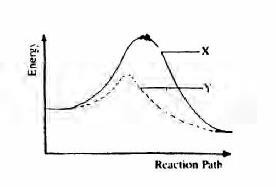 X
Energy
Y
Reaction Path